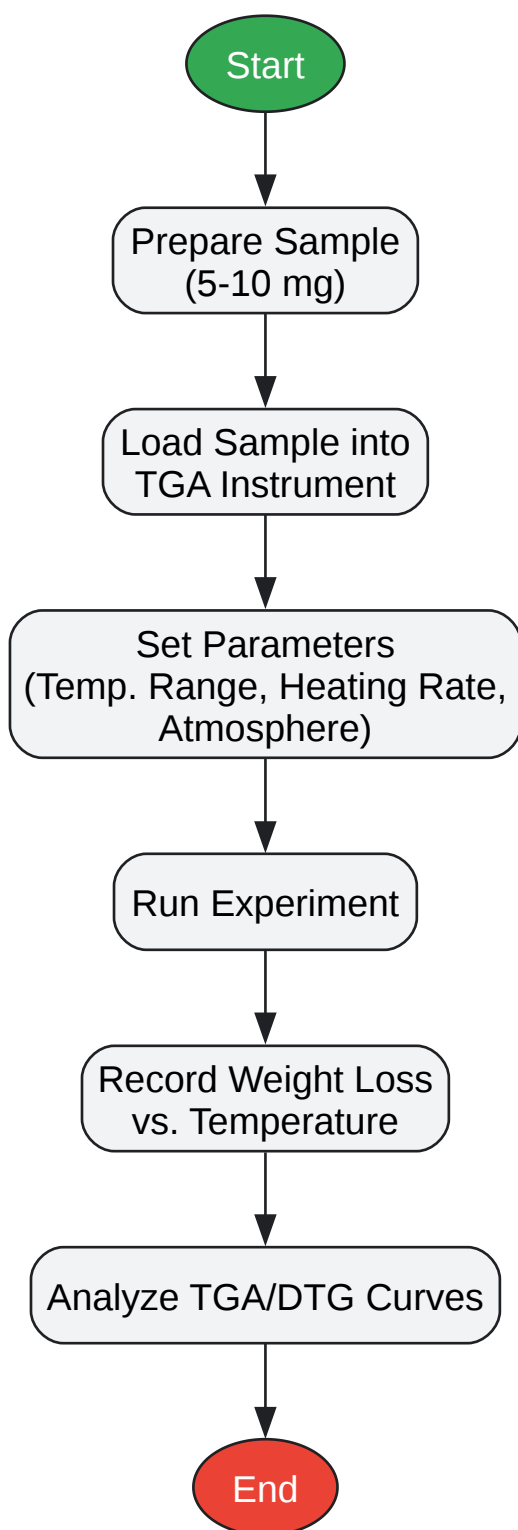 Start
Prepare Sample
(5-10 mg)
Load Sample into
TGA Instrument
Set Parameters
(Temp. Range, Heating Rate,
Atmosphere)
Run Experiment
Record Weight Loss
vs. Temperature
Analyze TGA/DTG Curves
End